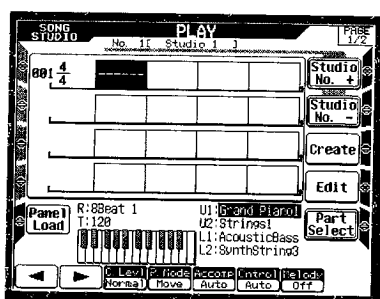 SONG STUDIO
PLAY
PAGE 1/2
No. 1[ Studio 1 ]
001 4/4
Studio No. +
Studio No. -
Create
Edit
Panel Load
R:8Beat 1
T:120
U1:Grand Piano1
U2:Strings1
L1:AcousticBass
L2:SynthString3
Part Select
C Levl Normal
P. Mode Move
Accomp Auto
Cntrol Auto
Melody Off